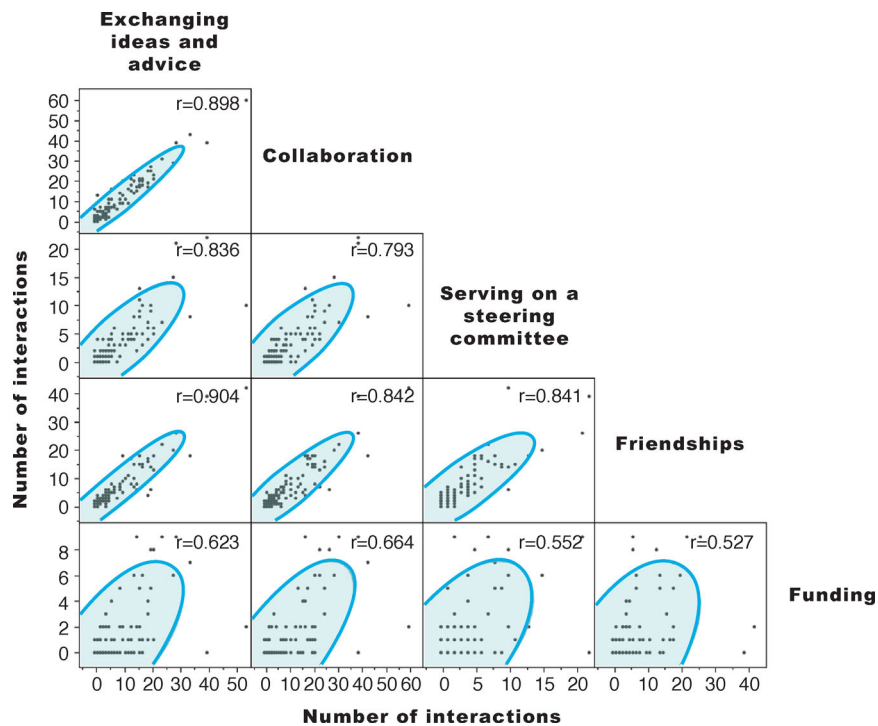 Exchanging
ideas and
advice
r=0.898
60
50
40
30
20
10
0
Collaboration
r=0.836
r=0.793
20
15
10
5
0
Serving on a
steering
committee
r=0.904
r=0.842
r=0.841
40
30
20
10
0
Friendships
r=0.623
r=0.664
r=0.552
r=0.527
8
6
4
2
0
Funding
0 10 20 30 40 50
0 10 20 30 40 50 60
0 5 10 15 20
0 10 20 30 40
Number of interactions
Number of interactions